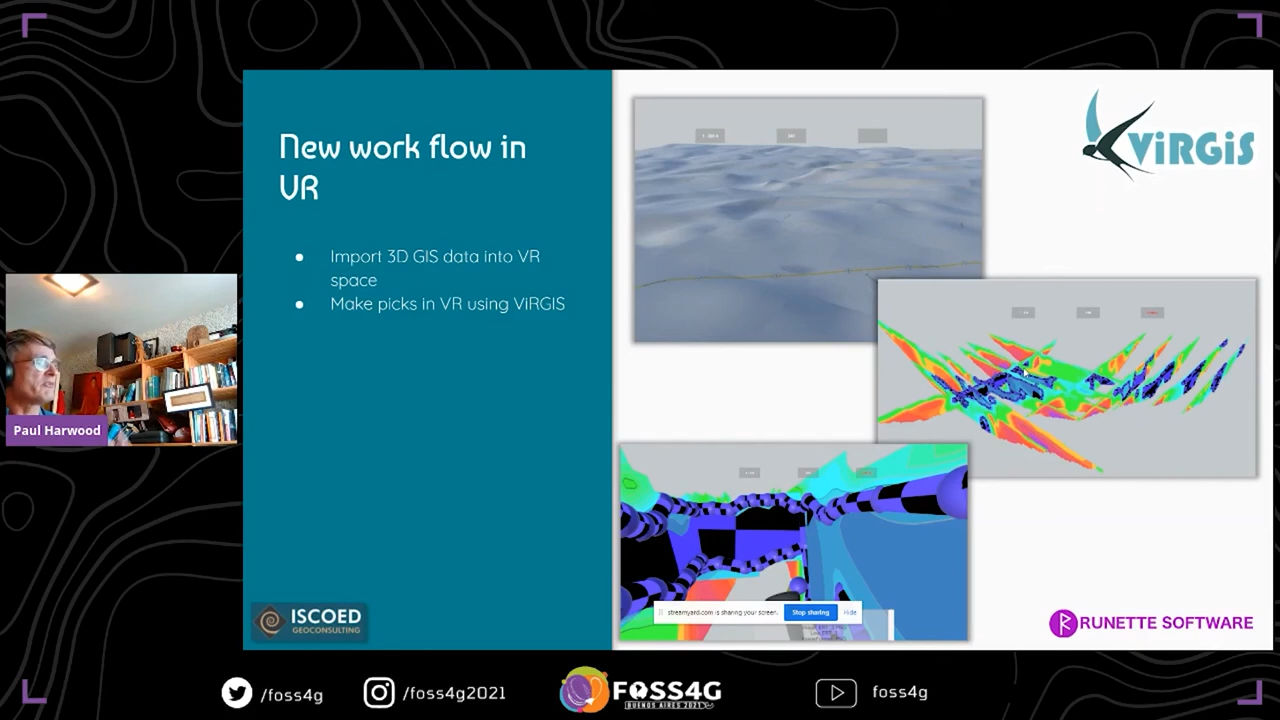 New work flow in
VR
● Import 3D GIS data into VR
space
● Make picks in VR using ViRGIS
ViRGiS
Paul Harwood
streamyard.com is sharing your screen.
Stop sharing
Hide
ISCOED
GEOCONSULTING
RUNETTE SOFTWARE
/foss4g
/foss4g2021
FOSS4G
BUENOS AIRES 2021
foss4g